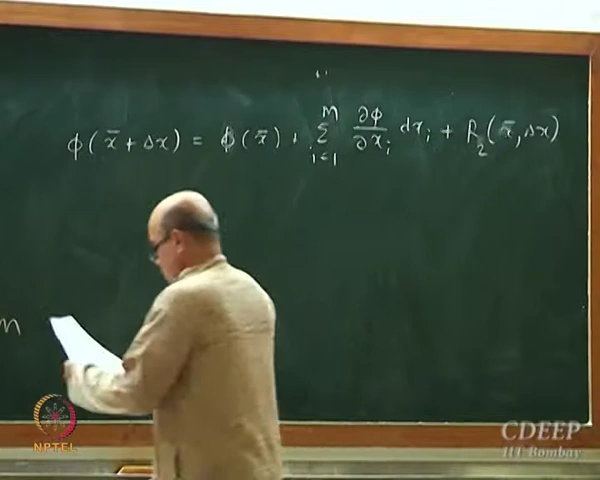 ϕ(x̄ + Δx) = ϕ(x̄) + Σ_{i=1}^{m} ∂ϕ/∂x_i dx_i + R_2(x̄, Δx)
m
NPTEL
CDEEP
IIT Bombay